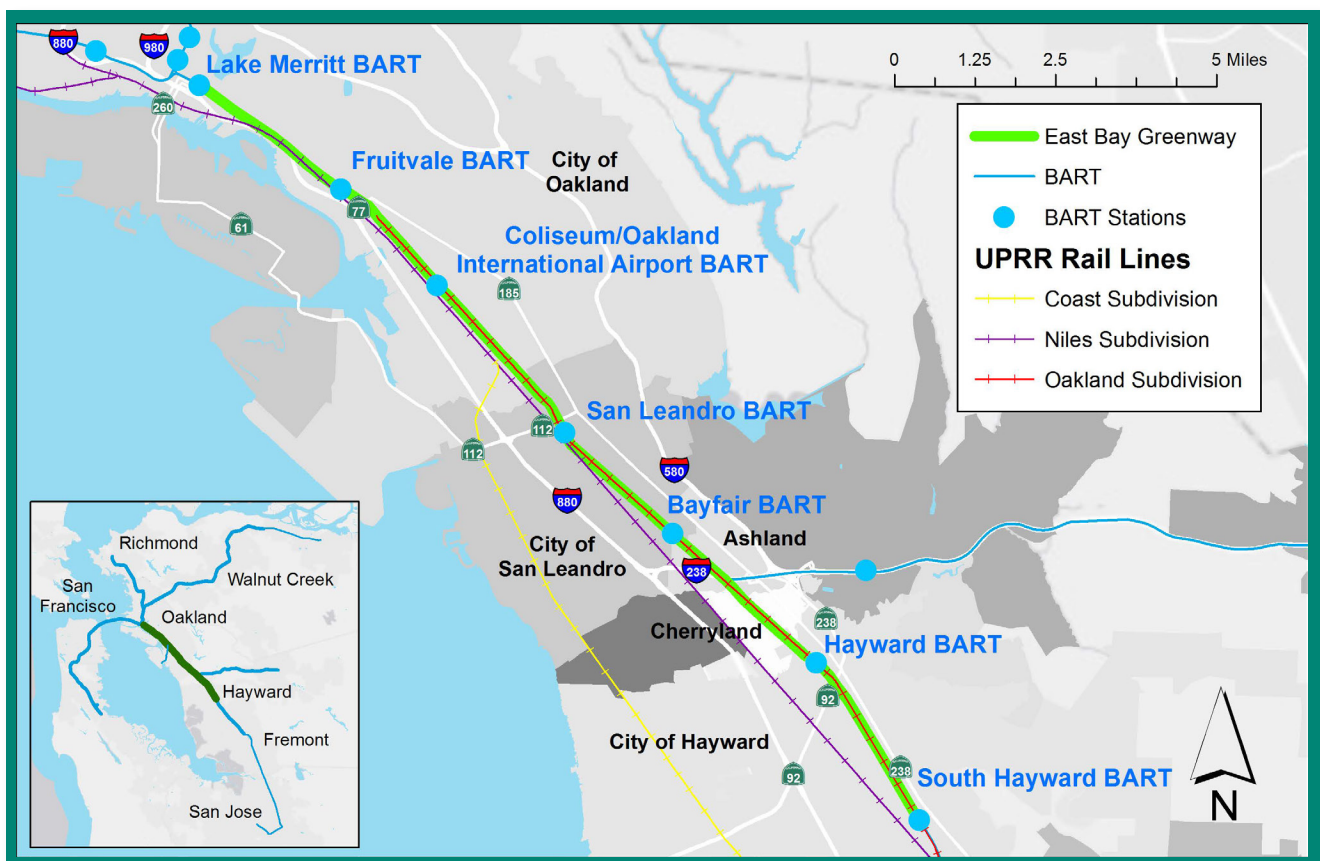 880
980
Lake Merritt BART
260
0 1.25 2.5 5 Miles
East Bay Greenway
BART
BART Stations
UPRR Rail Lines
Coast Subdivision
Niles Subdivision
Oakland Subdivision
Fruitvale BART
City of
Oakland
77
61
Coliseum/Oakland
International Airport BART
185
San Leandro BART
112
112
580
880
Bayfair BART
Ashland
City of
San Leandro
238
Cherryland
238
Hayward BART
92
City of Hayward
92
238
South Hayward BART
N
Richmond
Walnut Creek
San
Francisco
Oakland
Hayward
Fremont
San Jose